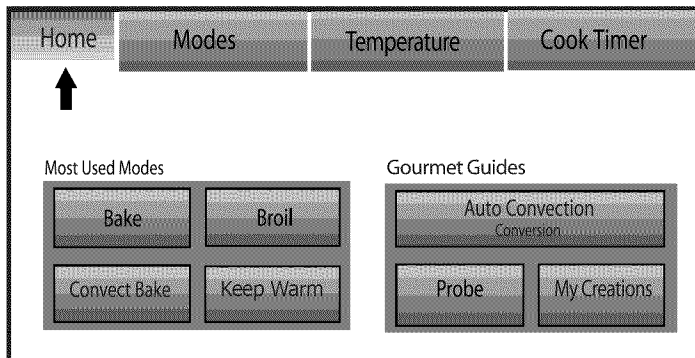 Home Modes Temperature Cook Timer
Most Used Modes
Bake Broil
Convect Bake Keep Warm
Gourmet Guides
Auto Convection
Conversion
Probe My Creations